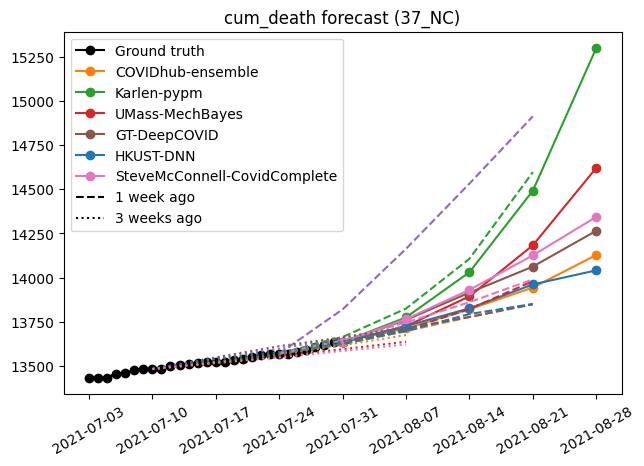 cum_death forecast (37_NC)
Ground truth
COVIDhub-ensemble
Karlen-pypm
UMass-MechBayes
GT-DeepCOVID
HKUST-DNN
SteveMcConnell-CovidComplete
1 week ago
3 weeks ago
15250
15000
14750
14500
14250
14000
13750
13500
2021-07-03
2021-07-10
2021-07-17
2021-07-24
2021-07-31
2021-08-07
2021-08-14
2021-08-21
2021-08-28